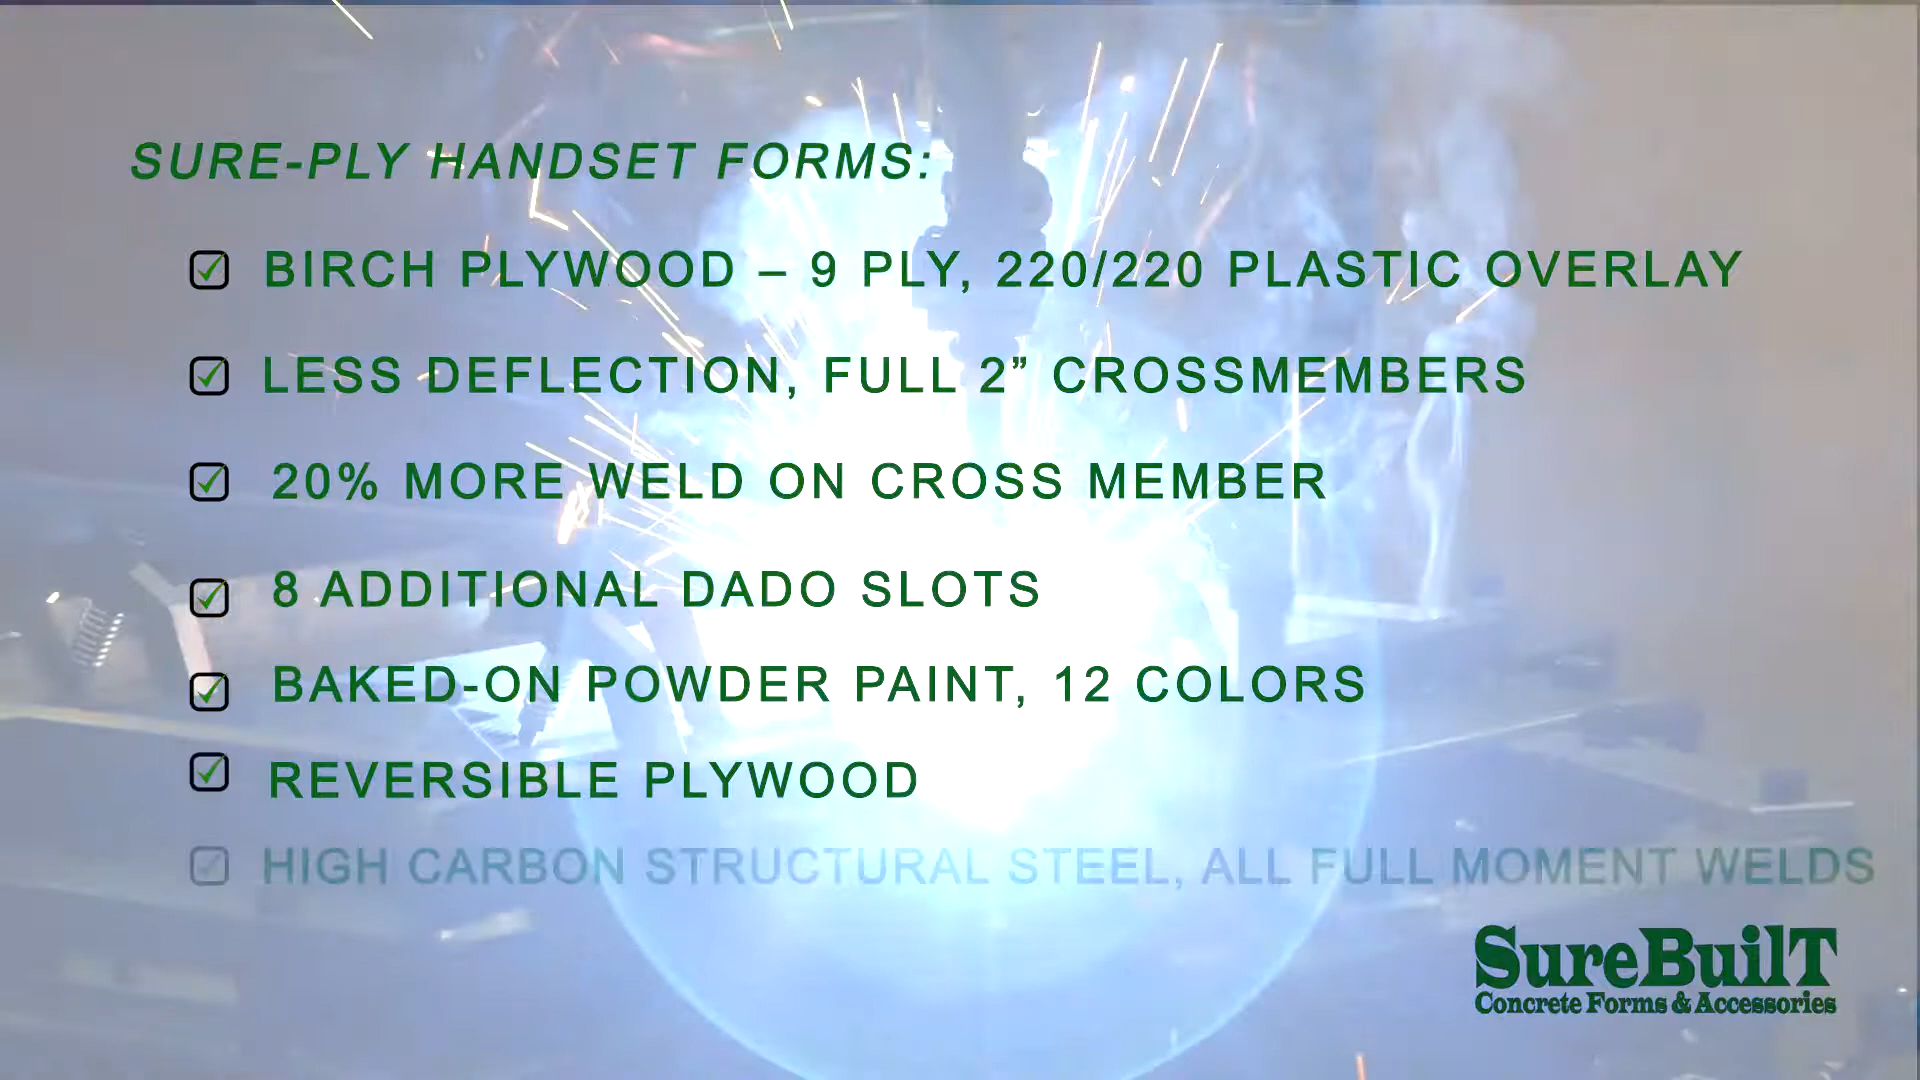 SURE-PLY HANDSET FORMS:
BIRCH PLYWOOD – 9 PLY, 220/220 PLASTIC OVERLAY
LESS DEFLECTION, FULL 2” CROSSMEMBERS
20% MORE WELD ON CROSS MEMBER
8 ADDITIONAL DADO SLOTS
BAKED-ON POWDER PAINT, 12 COLORS
REVERSIBLE PLYWOOD
HIGH CARBON STRUCTURAL STEEL, ALL FULL MOMENT WELDS
SureBuilT
Concrete Forms & Accessories